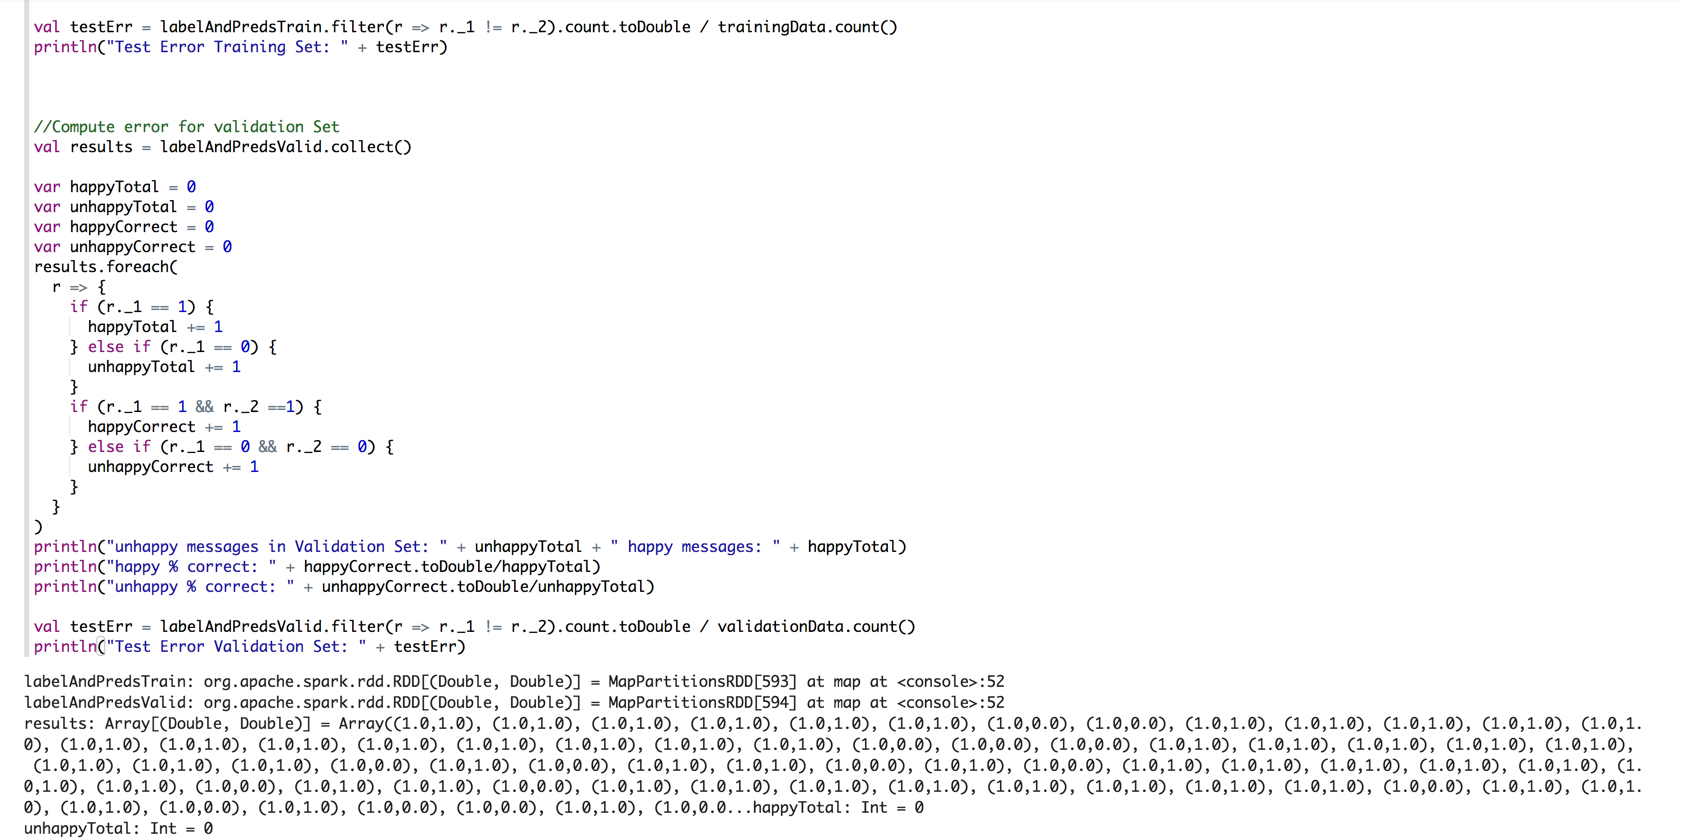 val testErr = labelAndPredsTrain.filter(r => r._1 != r._2).count.toDouble / trainingData.count()
println("Test Error Training Set: " + testErr)
//Compute error for validation Set
val results = labelAndPredsValid.collect()
var happyTotal = 0
var unhappyTotal = 0
var happyCorrect = 0
var unhappyCorrect = 0
results.foreach(
  r => {
    if (r._1 == 1) {
      happyTotal += 1
    } else if (r._1 == 0) {
      unhappyTotal += 1
    }
    if (r._1 == 1 && r._2 ==1) {
      happyCorrect += 1
    } else if (r._1 == 0 && r._2 == 0) {
      unhappyCorrect += 1
    }
  }
)
println("unhappy messages in Validation Set: " + unhappyTotal + " happy messages: " + happyTotal)
println("happy % correct: " + happyCorrect.toDouble/happyTotal)
println("unhappy % correct: " + unhappyCorrect.toDouble/unhappyTotal)
val testErr = labelAndPredsValid.filter(r => r._1 != r._2).count.toDouble / validationData.count()
println("Test Error Validation Set: " + testErr)
labelAndPredsTrain: org.apache.spark.rdd.RDD[(Double, Double)] = MapPartitionsRDD[593] at map at <console>:52
labelAndPredsValid: org.apache.spark.rdd.RDD[(Double, Double)] = MapPartitionsRDD[594] at map at <console>:52
results: Array[(Double, Double)] = Array((1.0,1.0), (1.0,1.0), (1.0,1.0), (1.0,1.0), (1.0,1.0), (1.0,1.0), (1.0,0.0), (1.0,0.0), (1.0,1.0), (1.0,1.0), (1.0,1.0), (1.0,1.0), (1.0,1.
0), (1.0,1.0), (1.0,1.0), (1.0,1.0), (1.0,1.0), (1.0,1.0), (1.0,1.0), (1.0,1.0), (1.0,1.0), (1.0,0.0), (1.0,0.0), (1.0,0.0), (1.0,1.0), (1.0,1.0), (1.0,1.0), (1.0,1.0), (1.0,1.0),
(1.0,1.0), (1.0,1.0), (1.0,1.0), (1.0,0.0), (1.0,1.0), (1.0,0.0), (1.0,1.0), (1.0,1.0), (1.0,0.0), (1.0,1.0), (1.0,0.0), (1.0,1.0), (1.0,1.0), (1.0,1.0), (1.0,1.0), (1.0,1.0), (1.
0,1.0), (1.0,1.0), (1.0,0.0), (1.0,1.0), (1.0,1.0), (1.0,0.0), (1.0,1.0), (1.0,1.0), (1.0,1.0), (1.0,1.0), (1.0,1.0), (1.0,1.0), (1.0,1.0), (1.0,1.0), (1.0,0.0), (1.0,1.0), (1.0,1.
0), (1.0,1.0), (1.0,0.0), (1.0,1.0), (1.0,0.0), (1.0,0.0), (1.0,1.0), (1.0,0.0...happyTotal: Int = 0
unhappyTotal: Int = 0